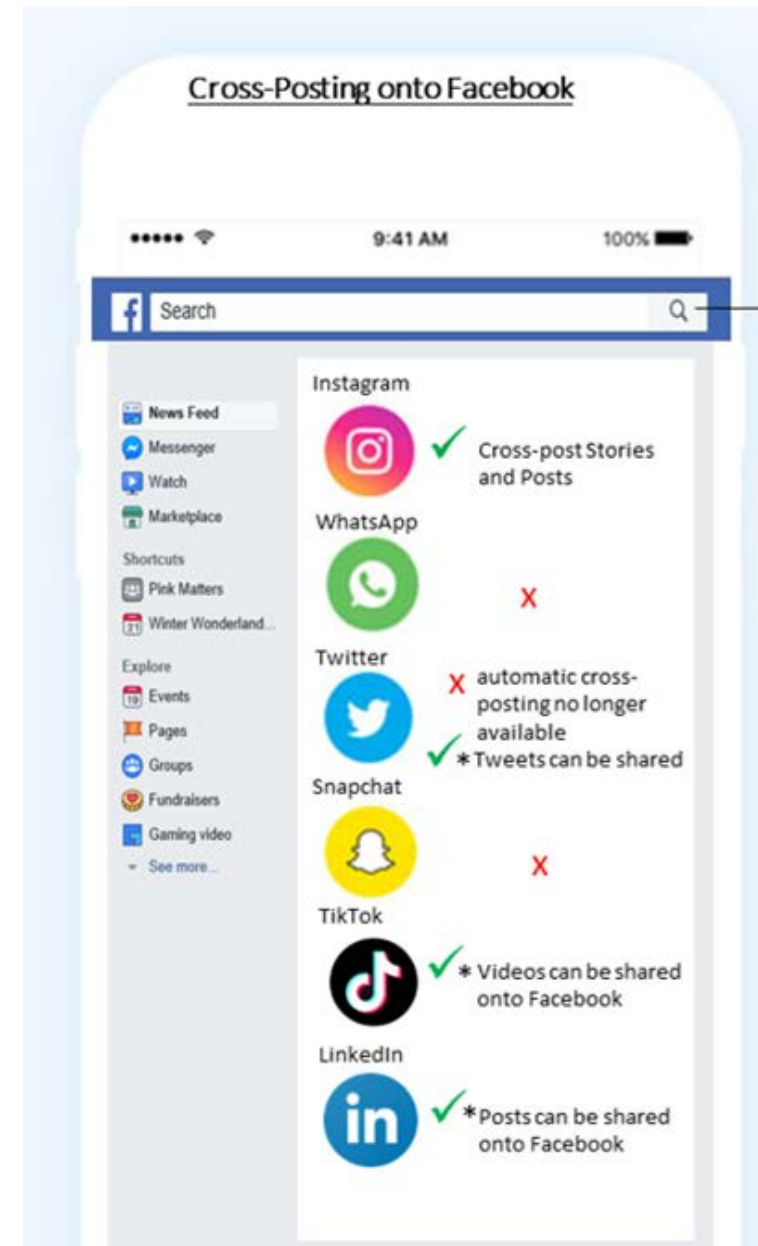 Cross-Posting onto Facebook
9:41 AM
100%
f
Search
News Feed
Messenger
Watch
Marketplace
Shortcuts
Pink Matters
21 Winter Wonderland...
Explore
19 Events
Pages
Groups
Fundraisers
Gaming video
See more...
Instagram
Cross-post Stories
and Posts
WhatsApp
X
Twitter
X automatic cross-
posting no longer
available
* Tweets can be shared
Snapchat
X
TikTok
* Videos can be shared
onto Facebook
LinkedIn
in
*Posts can be shared
onto Facebook